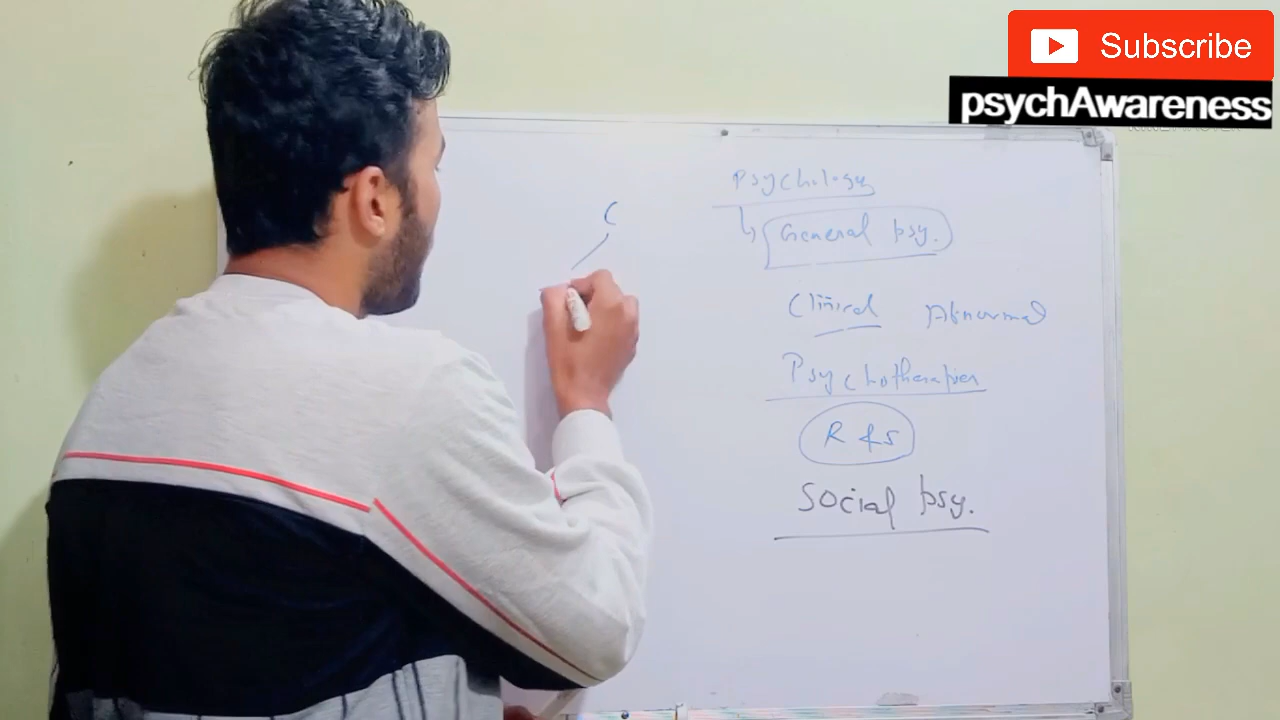 Subscribe
psychAwareness
C
Psychology
General psy.
Clinical Abnormal
Psychotherapies
R &S
Social psy.